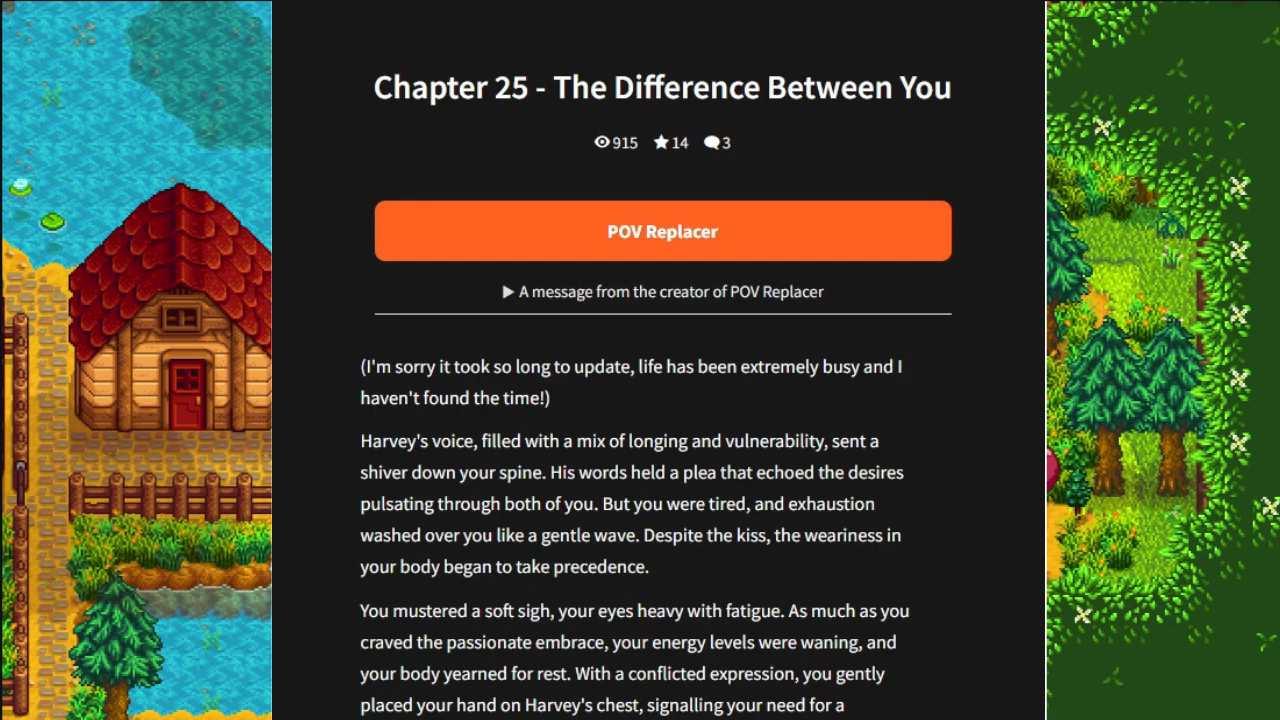 Chapter 25 - The Difference Between You
915 14 3
POV Replacer
▶ A message from the creator of POV Replacer
(I'm sorry it took so long to update, life has been extremely busy and I
haven't found the time!)
Harvey's voice, filled with a mix of longing and vulnerability, sent a
shiver down your spine. His words held a plea that echoed the desires
pulsating through both of you. But you were tired, and exhaustion
washed over you like a gentle wave. Despite the kiss, the weariness in
your body began to take precedence.
You mustered a soft sigh, your eyes heavy with fatigue. As much as you
craved the passionate embrace, your energy levels were waning, and
your body yearned for rest. With a conflicted expression, you gently
placed your hand on Harvey's chest, signalling your need for a